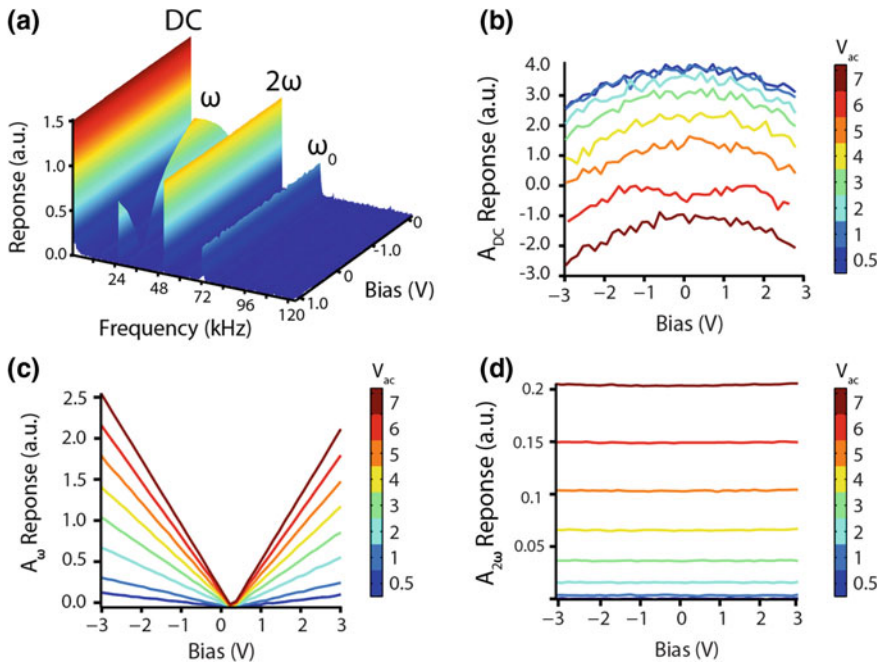 (a)
DC
ω
2ω
ω0
1.5
1.0
0.5
0.0
Reponse (a.u.)
24
48
72
96
120
Frequency (kHz)
1.0
0
-1.0
0
Bias (V)
(b)
4.0
3.0
2.0
1.0
0.0
-1.0
-3.0
A_DC Reponse (a.u.)
−3 −2 −1 0 1 2 3
Bias (V)
Vac
7
6
5
4
3
2
1
0.5
(c)
2.5
2.0
1.5
1.0
0.5
0.0
Aω Reponse (a.u.)
−3 −2 −1 0 1 2 3
Bias (V)
Vac
7
6
5
4
3
2
1
0.5
(d)
0.2
0.15
0.1
0.05
A2ω Reponse (a.u.)
−3 −2 −1 0 1 2 3
Bias (V)
Vac
7
6
5
4
3
2
1
0.5